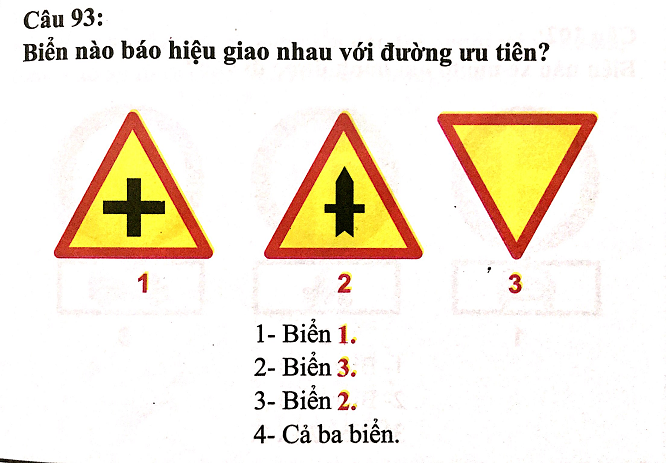 Câu 93:
Biển nào báo hiệu giao nhau với đường ưu tiên?
1
2
3
1- Biển 1.
2- Biển 3.
3- Biển 2.
4- Cả ba biển.